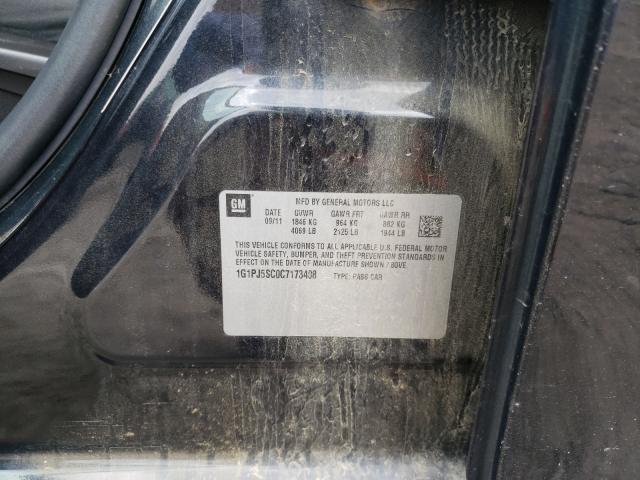 GM
MFD BY GENERAL MOTORS LLC
DATE GVWR GAWR FRT GAWR RR
09/11 1846 KG 964 KG 882 KG
4069 LB 2125 LB 1944 LB
THIS VEHICLE CONFORMS TO ALL APPLICABLE U.S. FEDERAL MOTOR
VEHICLE SAFETY, BUMPER, AND THEFT PREVENTION STANDARDS IN
EFFECT ON THE DATE OF MANUFACTURE SHOWN ABOVE.
1G1PJ5SC0C7173408 TYPE: PASS CAR